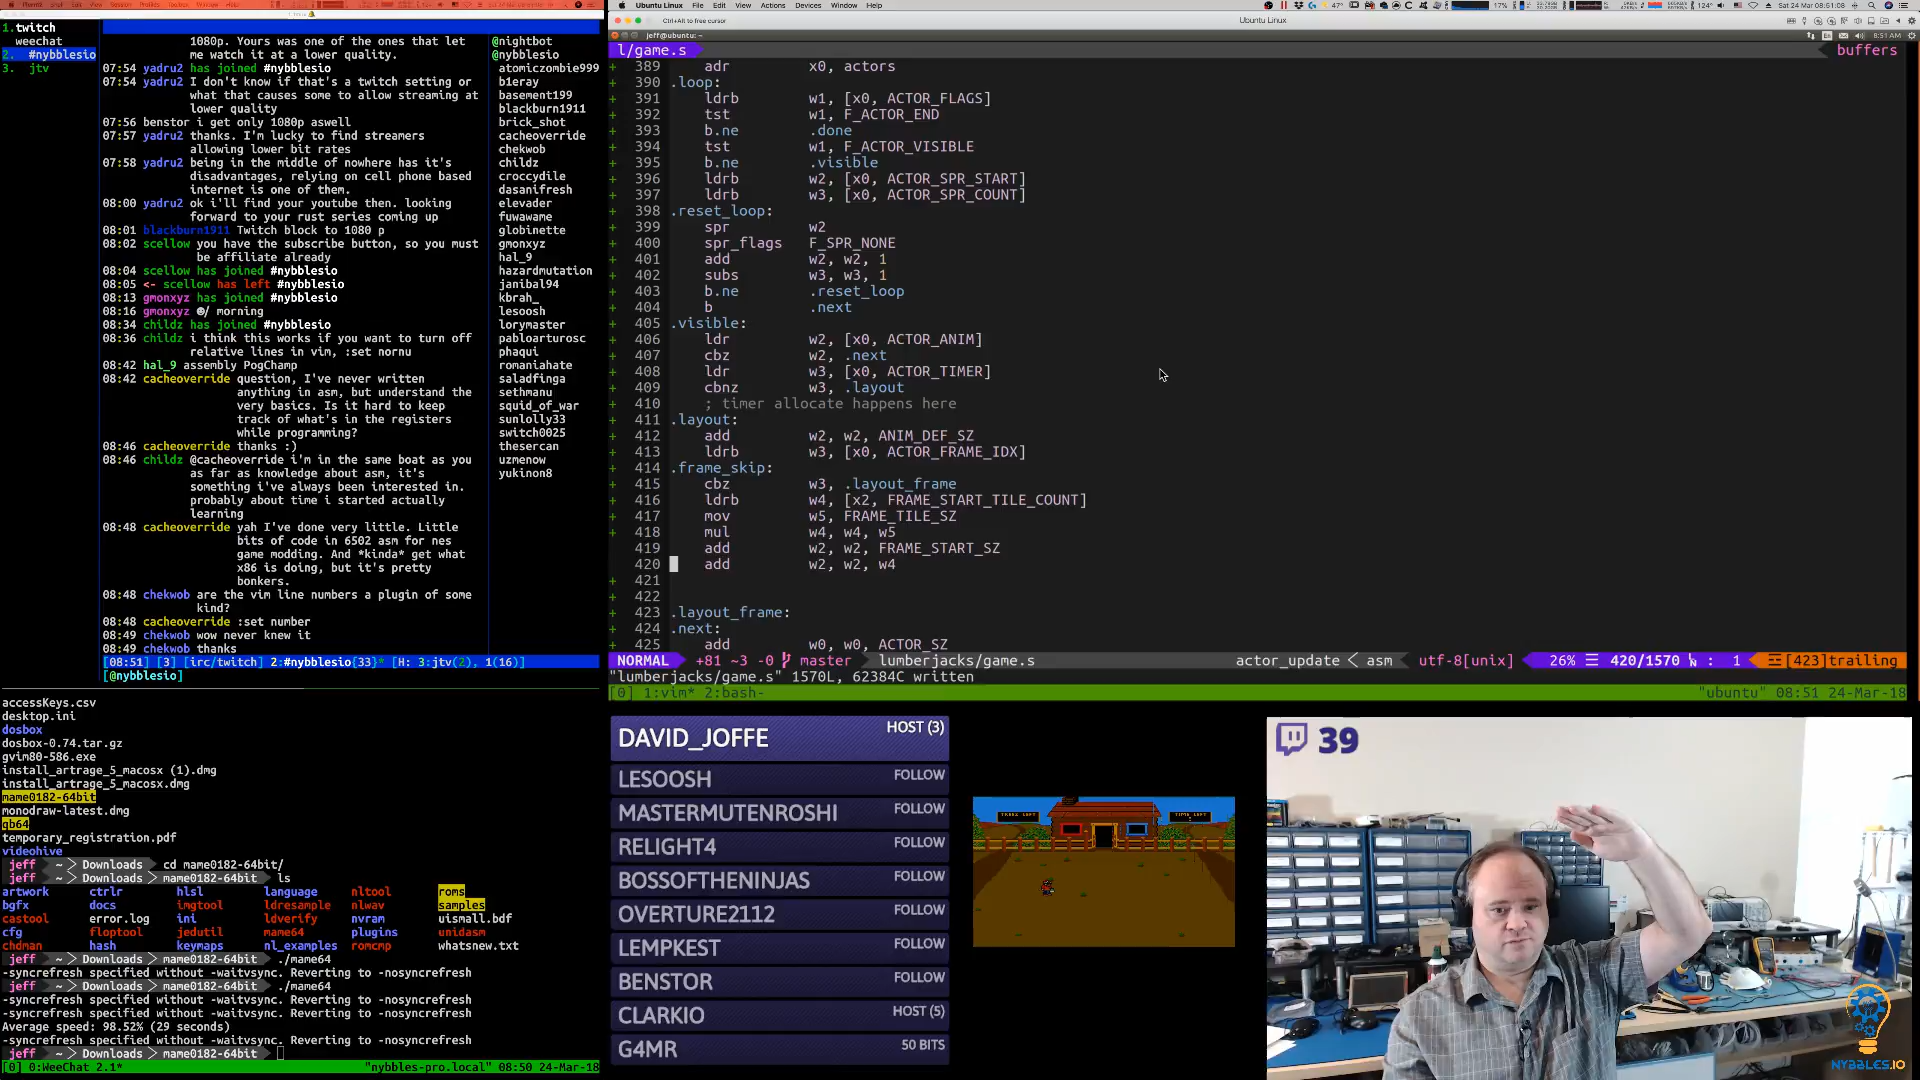 Ubuntu Linux File Edit View Actions Devices Window Help
Sat 24 Mar 08:51:08
Ctrl+Alt to free cursor
Ubuntu Linux
jeff@ubuntu: ~
8:51 AM
1.twitch
weechat
2. #nybblesio
3. jtv
1080p. Yours was one of the ones that let
me watch it at a lower quality.
07:54 yadru2 has joined #nybblesio
07:54 yadru2 I don't know if that's a twitch setting or
what that causes some to allow streaming at
lower quality
07:56 benstor i get only 1080p aswell
07:57 yadru2 thanks. I'm lucky to find streamers
allowing lower bit rates
07:58 yadru2 being in the middle of nowhere has it's
disadvantages, relying on cell phone based
internet is one of them.
08:00 yadru2 ok i'll find your youtube then. looking
forward to your rust series coming up
08:01 blackburn1911 Twitch block to 1080 p
08:02 scellow you have the subscribe button, so you must
be affiliate already
08:04 scellow has joined #nybblesio
08:05 <- scellow has left #nybblesio
08:13 gmonxyz has joined #nybblesio
08:16 gmonxyz ☻/ morning
08:34 childz has joined #nybblesio
08:36 childz i think this works if you want to turn off
relative lines in vim, :set nornu
08:42 hal_9 assembly PogChamp
08:42 cacheoverride question, I've never written
anything in asm, but understand the
very basics. Is it hard to keep
track of what's in the registers
while programming?
08:46 cacheoverride thanks :)
08:46 childz @cacheoverride i'm in the same boat as you
as far as knowledge about asm, it's
something i've always been interested in.
probably about time i started actually
learning
08:48 cacheoverride yah I've done very little. Little
bits of code in 6502 asm for nes
game modding. And *kinda* get what
x86 is doing, but it's pretty
bonkers.
08:48 chekwob are the vim line numbers a plugin of some
kind?
08:48 cacheoverride :set number
08:49 chekwob wow never knew it
08:49 chekwob thanks
[08:51] [3] [irc/twitch] 2:#nybblesio{33}* [H: 3:jtv(2), 1(16)]
[@nybblesio]
@nightbot
@nybblesio
atomiczombie999
b1eray
basement199
blackburn1911
brick_shot
cacheoverride
chekwob
childz
croccydile
dasanifresh
elevader
fuwawame
globinette
gmonxyz
hal_9
hazardmutation
janibal94
kbrah_
lesoosh
lorymaster
pabloarturosc
phaqui
romaniahate
saladfinga
sethmanu
squid_of_war
sunlolly33
switch0025
thesercan
uzmenow
yukinon8
l/game.s
buffers
+ 389 adr x0, actors
+ 390 .loop:
+ 391 ldrb w1, [x0, ACTOR_FLAGS]
+ 392 tst w1, F_ACTOR_END
+ 393 b.ne .done
+ 394 tst w1, F_ACTOR_VISIBLE
+ 395 b.ne .visible
+ 396 ldrb w2, [x0, ACTOR_SPR_START]
+ 397 ldrb w3, [x0, ACTOR_SPR_COUNT]
+ 398 .reset_loop:
+ 399 spr w2
+ 400 spr_flags F_SPR_NONE
+ 401 add w2, w2, 1
+ 402 subs w3, w3, 1
+ 403 b.ne .reset_loop
+ 404 b .next
+ 405 .visible:
+ 406 ldr w2, [x0, ACTOR_ANIM]
+ 407 cbz w2, .next
+ 408 ldr w3, [x0, ACTOR_TIMER]
+ 409 cbnz w3, .layout
+ 410 ; timer allocate happens here
+ 411 .layout:
+ 412 add w2, w2, ANIM_DEF_SZ
+ 413 ldrb w3, [x0, ACTOR_FRAME_IDX]
+ 414 .frame_skip:
+ 415 cbz w3, .layout_frame
+ 416 ldrb w4, [x2, FRAME_START_TILE_COUNT]
+ 417 mov w5, FRAME_TILE_SZ
+ 418 mul w4, w4, w5
419 add w2, w2, FRAME_START_SZ
420 add w2, w2, w4
+ 421
+ 422
+ 423 .layout_frame:
+ 424 .next:
+ 425 add w0, w0, ACTOR_SZ
NORMAL +81 ~3 -0 master lumberjacks/game.s actor_update < asm utf-8[unix] 26% 420/1570 : 1 [423]trailing
"lumberjacks/game.s" 1570L, 62384C written
[0] 1:vim* 2:bash- "ubuntu" 08:51 24-Mar-18
accessKeys.csv
desktop.ini
dosbox
dosbox-0.74.tar.gz
gvim80-586.exe
install_artrage_5_macosx (1).dmg
install_artrage_5_macosx.dmg
mame0182-64bit
monodraw-latest.dmg
gb64
temporary_registration.pdf
videohive
jeff ~ > Downloads cd mame0182-64bit/
jeff ~ > Downloads > mame0182-64bit ls
artwork ctrlr hlsl language nltool roms
bgfx docs imgtool ldresample nlwav samples
castool error.log ini ldverify nvram uismall.bdf
cfg floptool jedutil mame64 plugins unidasm
chdman hash keymaps nl_examples romcmp whatsnew.txt
jeff ~ > Downloads > mame0182-64bit ./mame64
-syncrefresh specified without -waitvsync. Reverting to -nosyncrefresh
jeff ~ > Downloads > mame0182-64bit ./mame64
-syncrefresh specified without -waitvsync. Reverting to -nosyncrefresh
-syncrefresh specified without -waitvsync. Reverting to -nosyncrefresh
Average speed: 98.52% (29 seconds)
-syncrefresh specified without -waitvsync. Reverting to -nosyncrefresh
jeff ~ > Downloads > mame0182-64bit
[0] 0:WeeChat 2.1* "nybbles-pro.local" 08:50 24-Mar-18
DAVID_JOFFE HOST (3)
LESOOSH FOLLOW
MASTERMUTENROSHI FOLLOW
RELIGHT4 FOLLOW
BOSSOFTHENINJAS FOLLOW
OVERTURE2112 FOLLOW
LEMPKEST FOLLOW
BENSTOR FOLLOW
CLARKIO HOST (5)
G4MR 50 BITS
39
NYBBLES.IO